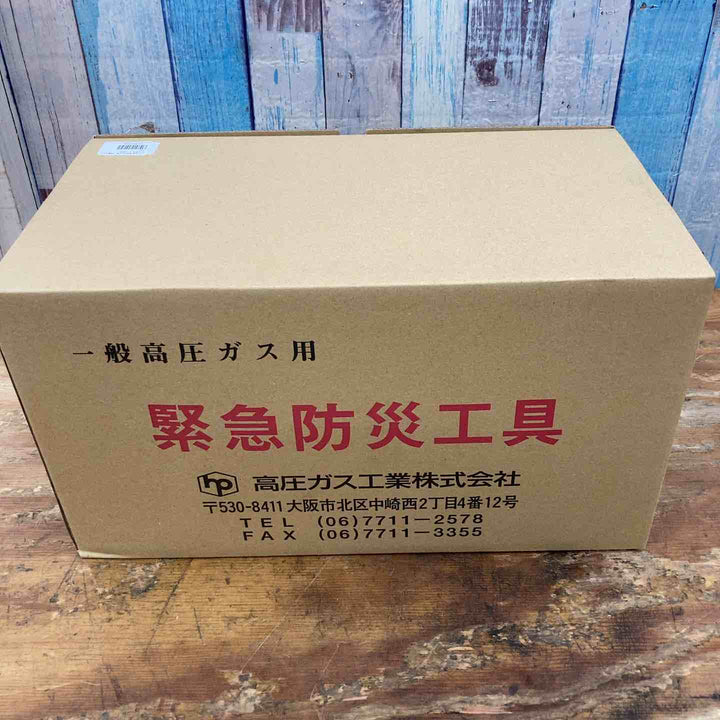 一般高圧ガス用
緊急防災工具
hp 高圧ガス工業株式会社
〒530-8411 大阪市北区中崎西2丁目4番12号
TEL (06)7711-2578
FAX (06)7711-3355